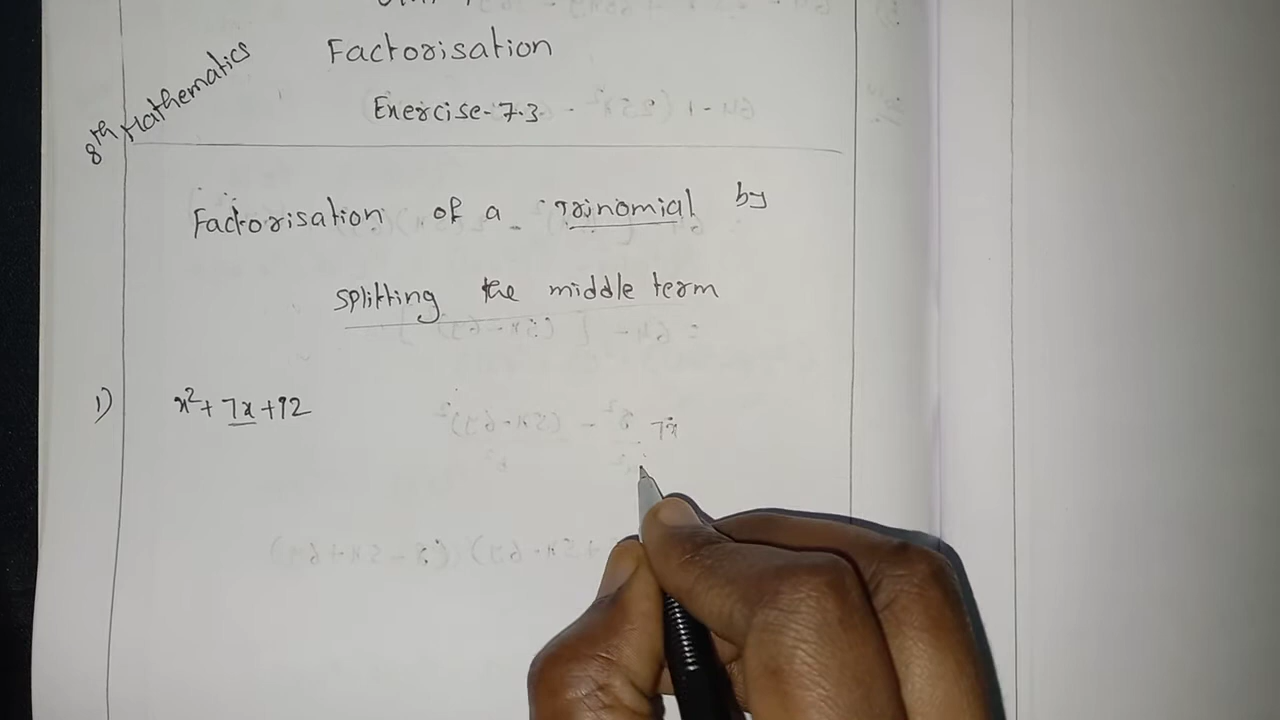 8th Mathematics
Factorisation
Exercise-7.3
Factorisation of a Trinomial by
splitting the middle term
1) x²+ 7x +12
7x